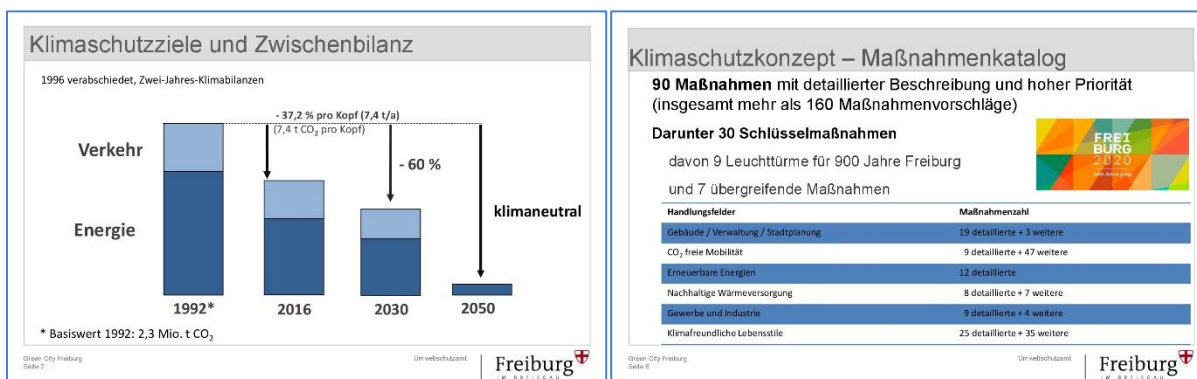 Klimaschutzziele und Zwischenbilanz
1996 verabschiedet, Zwei-Jahres-Klimabilanzen
- 37,2 % pro Kopf (7,4 t/a)
(7,4 t CO₂ pro Kopf)
Verkehr
- 60 %
klimaneutral
Energie
1992* 2016 2030 2050
* Basiswert 1992: 2,3 Mio. t CO₂
Green City Freiburg
Seite 2
Umweltschutzamt
Freiburg
IM BREISGAU
Klimaschutzkonzept – Maßnahmenkatalog
90 Maßnahmen mit detaillierter Beschreibung und hoher Priorität
(insgesamt mehr als 160 Maßnahmenvorschläge)
Darunter 30 Schlüsselmaßnahmen
davon 9 Leuchttürme für 900 Jahre Freiburg
und 7 übergreifende Maßnahmen
FREI
BURG
2020
Handlungsfelder Maßnahmenzahl
Gebäude / Verwaltung / Stadtplanung 19 detaillierte + 3 weitere
CO₂ freie Mobilität 9 detaillierte + 47 weitere
Erneuerbare Energien 12 detaillierte
Nachhaltige Wärmeversorgung 8 detaillierte + 7 weitere
Gewerbe und Industrie 9 detaillierte + 4 weitere
Klimafreundliche Lebensstile 25 detaillierte + 35 weitere
Green City Freiburg
Seite 6
Umweltschutzamt
Freiburg
IM BREISGAU